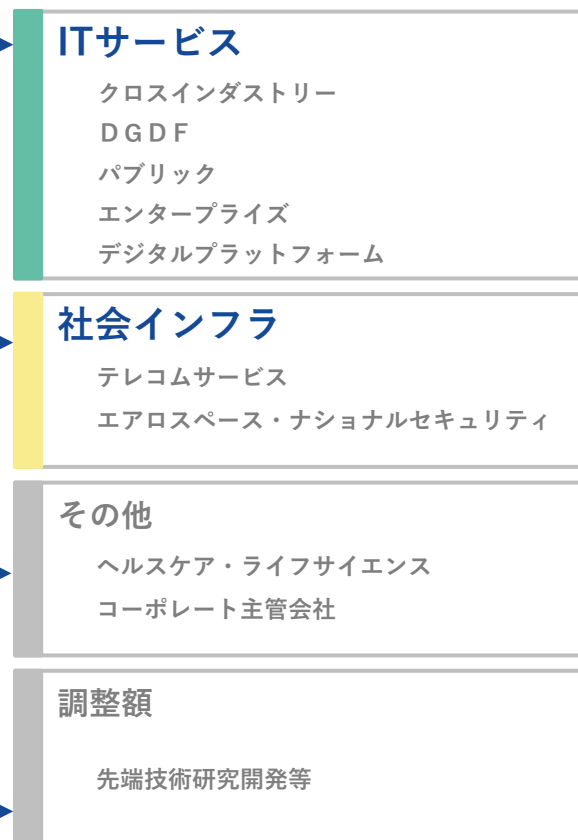 ITサービス
クロスインダストリー
ＤＧＤＦ
パブリック
エンタープライズ
デジタルプラットフォーム
社会インフラ
テレコムサービス
エアロスペース・ナショナルセキュリティ
その他
ヘルスケア・ライフサイエンス
コーポレート主管会社
調整額
先端技術研究開発等